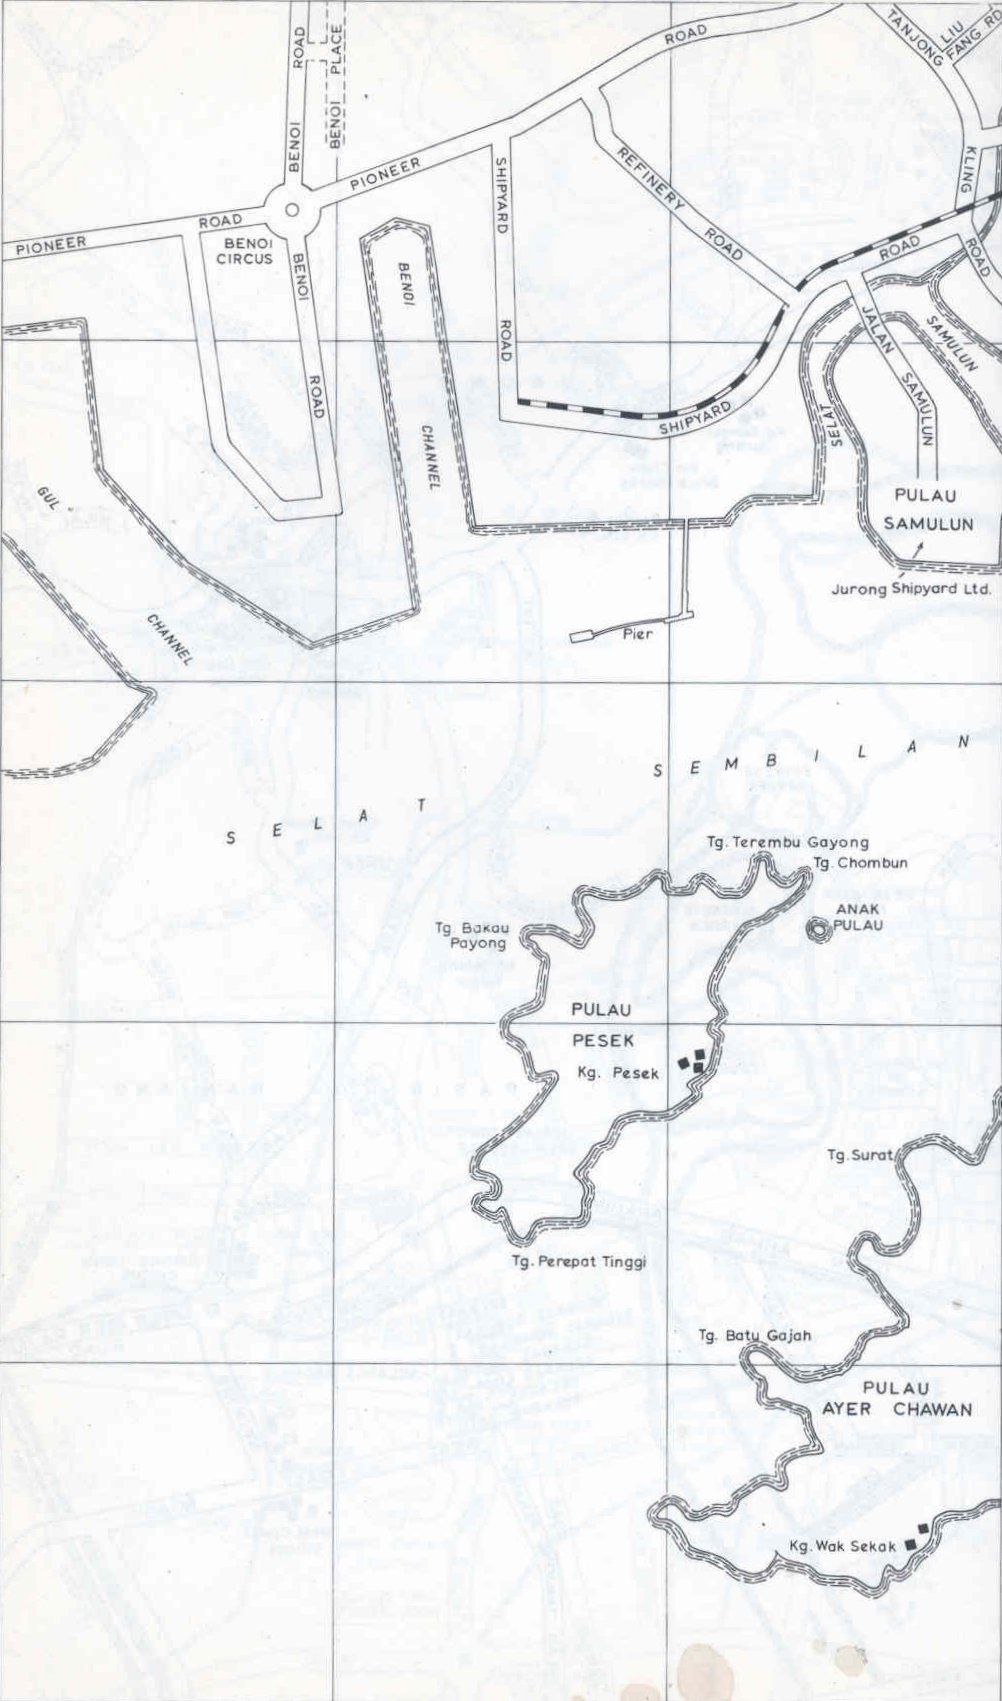 BENOI ROAD
BENOI PLACE
ROAD
TANJONG
LIU
FANG RD
KLING
ROAD
PIONEER
ROAD
PIONEER
BENOI
CIRCUS
BENOI
ROAD
BENOI
CHANNEL
SHIPYARD
ROAD
REFINERY
ROAD
ROAD
SHIPYARD
JALAN
SAMULUN
SELAT
SAMULUN
PULAU
SAMULUN
Jurong Shipyard Ltd.
GUL
CHANNEL
Pier
SELAT
SEMBILAN
Tg. Terembu Gayong
Tg. Chombun
ANAK
PULAU
Tg. Bakau
Payong
PULAU
PESEK
Kg. Pesek
Tg. Surat
Tg. Perepat Tinggi
Tg. Batu Gajah
PULAU
AYER CHAWAN
Kg. Wak Sekak